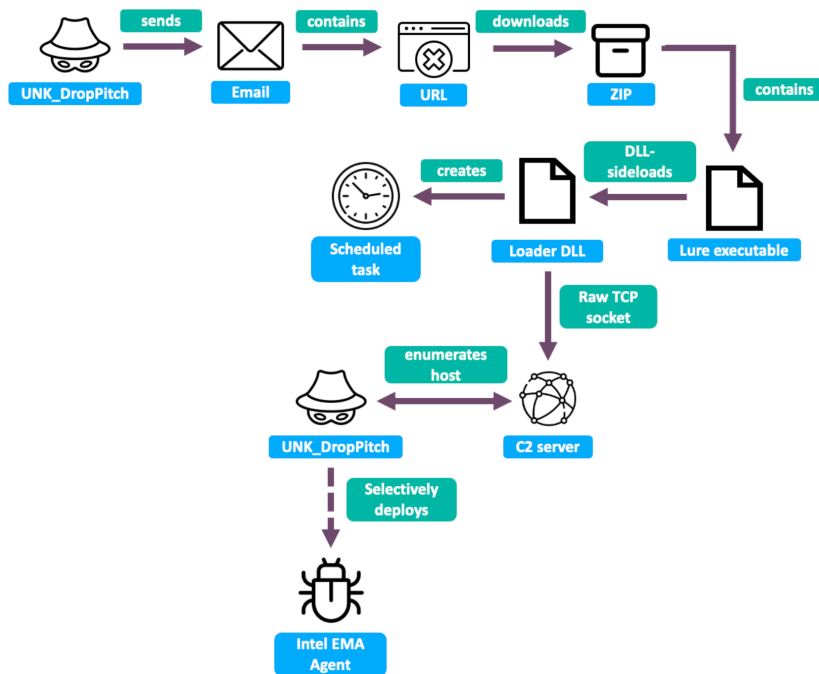 sends
contains
downloads
UNK_DropPitch
Email
URL
ZIP
contains
DLL-
sideloads
creates
Scheduled
task
Loader DLL
Lure executable
Raw TCP
socket
enumerates
host
UNK_DropPitch
C2 server
Selectively
deploys
Intel EMA
Agent